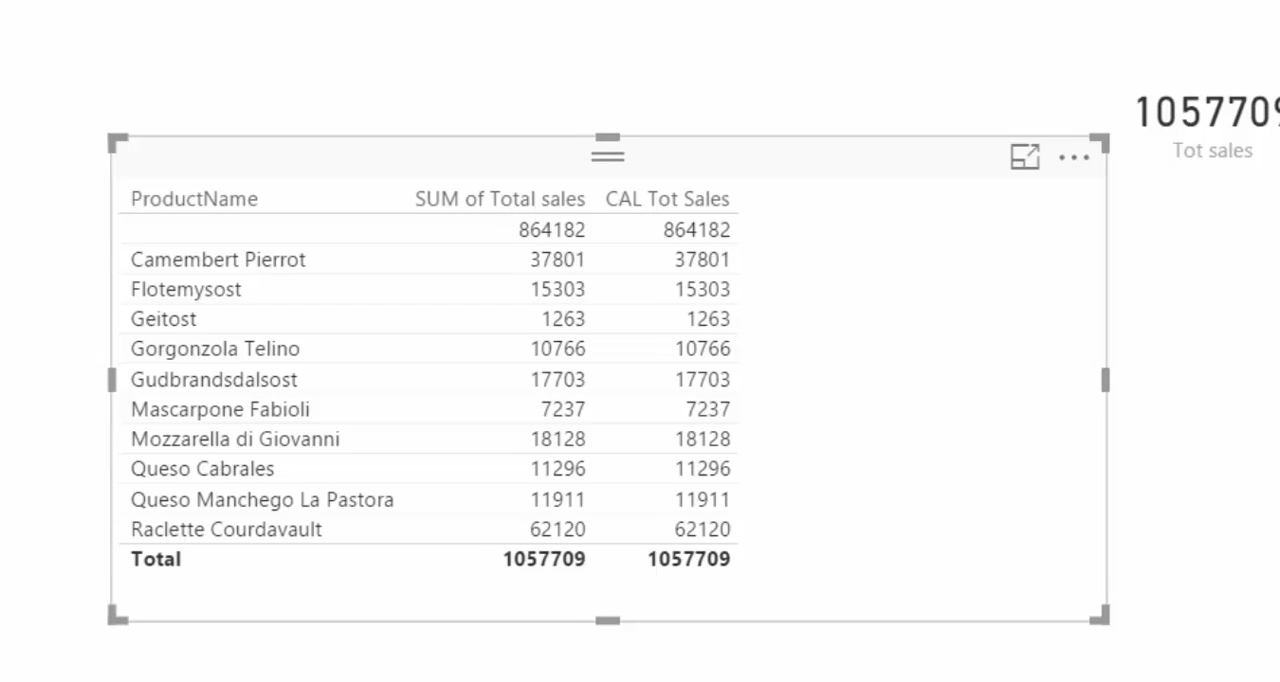 1057709
Tot sales
ProductName SUM of Total sales CAL Tot Sales
864182 864182
Camembert Pierrot 37801 37801
Flotemysost 15303 15303
Geitost 1263 1263
Gorgonzola Telino 10766 10766
Gudbrandsdalsost 17703 17703
Mascarpone Fabioli 7237 7237
Mozzarella di Giovanni 18128 18128
Queso Cabrales 11296 11296
Queso Manchego La Pastora 11911 11911
Raclette Courdavault 62120 62120
Total 1057709 1057709